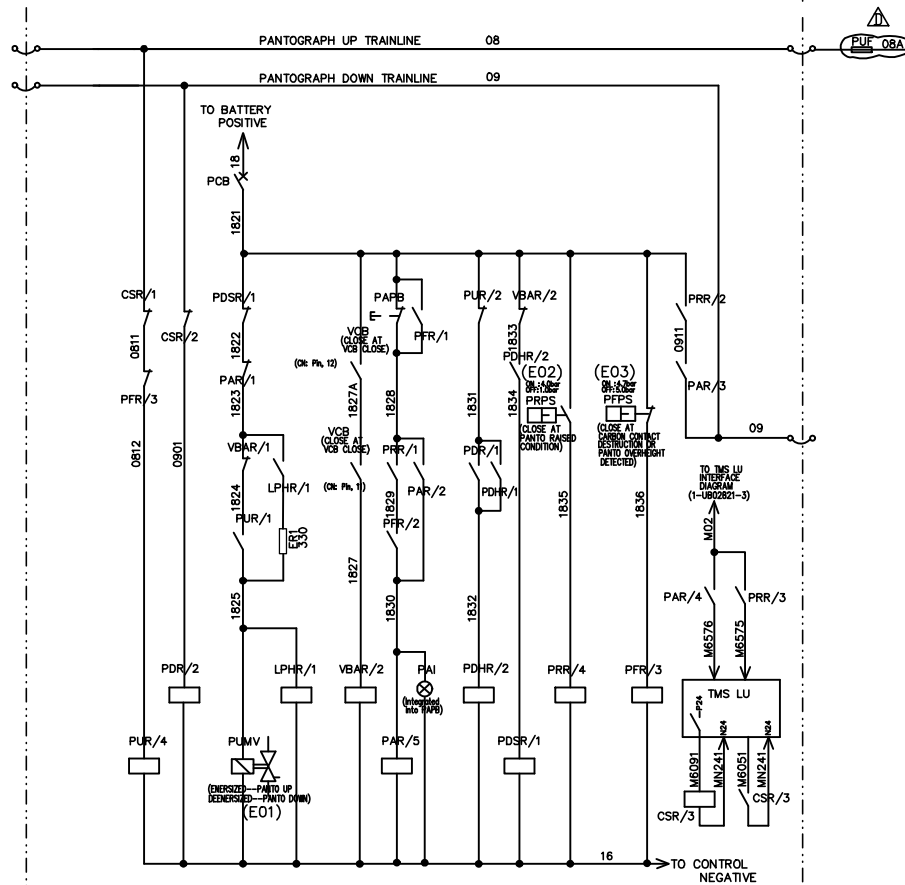 PANTOGRAPH UP TRAINLINE 08
D
PUF 08A
PANTOGRAPH DOWN TRAINLINE 09
TO BATTERY
POSITIVE
18
PCB
1821
CSR/1
0811
PFR/3
0812
CSR/2
0901
PDSR/1
1822
PAR/1
1823
VBAR/1
1824
PUR/1
LPHR/1
ER1
330
1825
VCB
(CLOSE AT
VCB CLOSE)
(CN: Pin, 12)
1827A
VCB
(CLOSE AT
VCB CLOSE)
(CN: Pin, 1)
1827
PAPB
PFR/1
1828
PRR/1
PAR/2
1829
PFR/2
1830
PUR/2
1831
PDR/1
PDHR/1
1832
VBAR/2
1833
PDHR/2
1834
(E02)
ON :4.0bar
OFF:1.0bar
PRPS
(CLOSE AT
PANTO RAISED
CONDITION)
1835
(E03)
ON :4.7bar
OFF:5.0bar
PFPS
(CLOSE AT
CARBON CONTACT
DESTRUCTION OR
PANTO OVERHEIGHT
DETECTED)
1836
PRR/2
0911
PAR/3
09
TO TMS LU
INTERFACE
DIAGRAM
(1-UB02821-3)
M02
PAR/4
PRR/3
M6576
M6575
TMS LU
P24
N24
N24
M6091
MN241
M6051
MN241
CSR/3
CSR/3
PDR/2
LPHR/1
VBAR/2
PAI
(Integrated
into PAPB)
PDHR/2
PRR/4
PFR/3
PUR/4
PUMV
(ENERSIZED--PANTO UP
DEENERSIZED--PANTO DOWN)
(E01)
PAR/5
PDSR/1
16
TO CONTROL
NEGATIVE